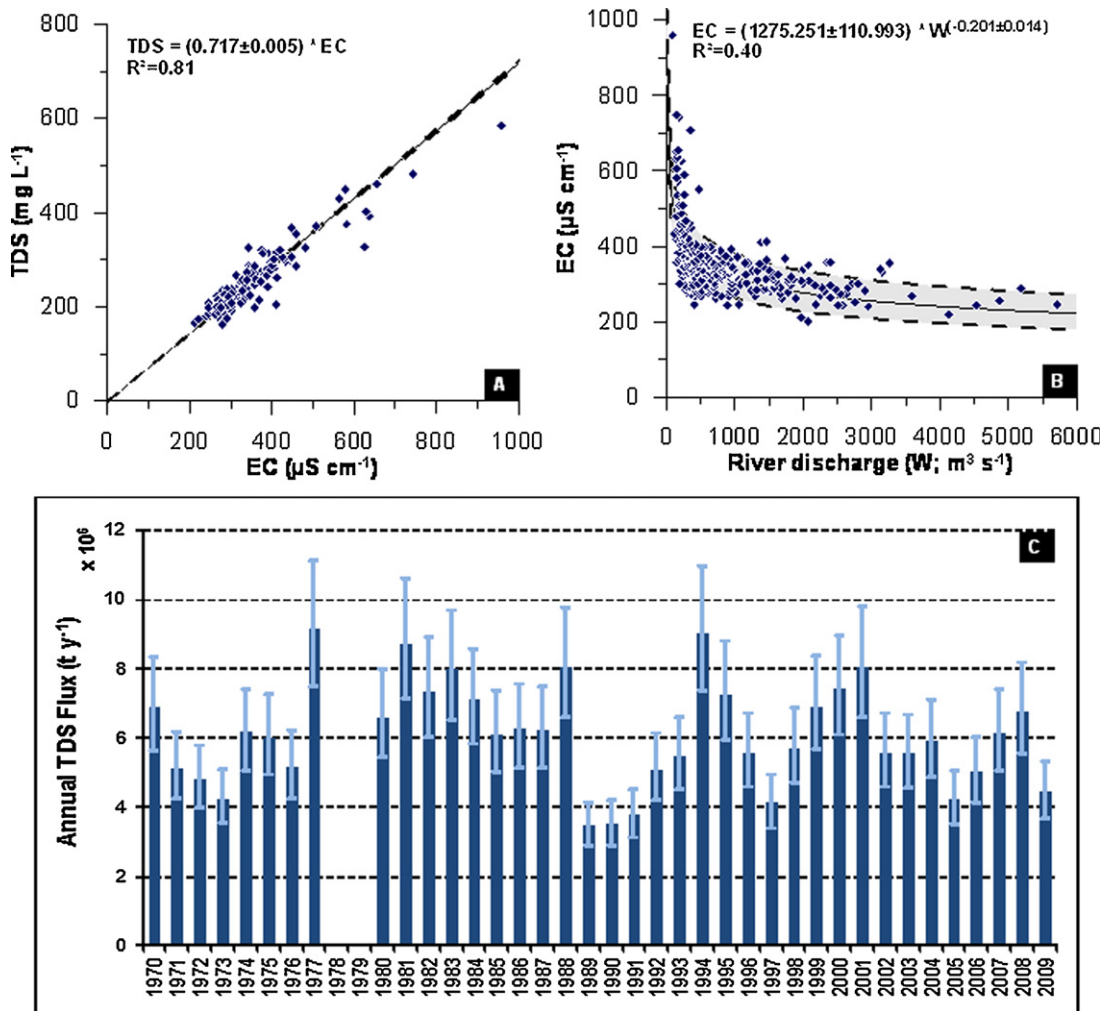 TDS = (0.717±0.005) * EC
R²=0.81
800
600
400
200
0
TDS (mg L⁻¹)
0 200 400 600 800 1000
EC (µS cm⁻¹)
A
EC = (1275.251±110.993) * W(⁻⁰·²⁰¹±⁰·⁰¹⁴)
R²=0.40
1000
800
600
400
200
0
EC (µS cm⁻¹)
0 1000 2000 3000 4000 5000 6000
River discharge (W; m³ s⁻¹)
B
x 10⁶
Annual TDS Flux (t y⁻¹)
12
10
8
6
4
2
0
C
1970 1971 1972 1973 1974 1975 1976 1977 1978 1979 1980 1981 1982 1983 1984 1985 1986 1987 1988 1989 1990 1991 1992 1993 1994 1995 1996 1997 1998 1999 2000 2001 2002 2003 2004 2005 2006 2007 2008 2009